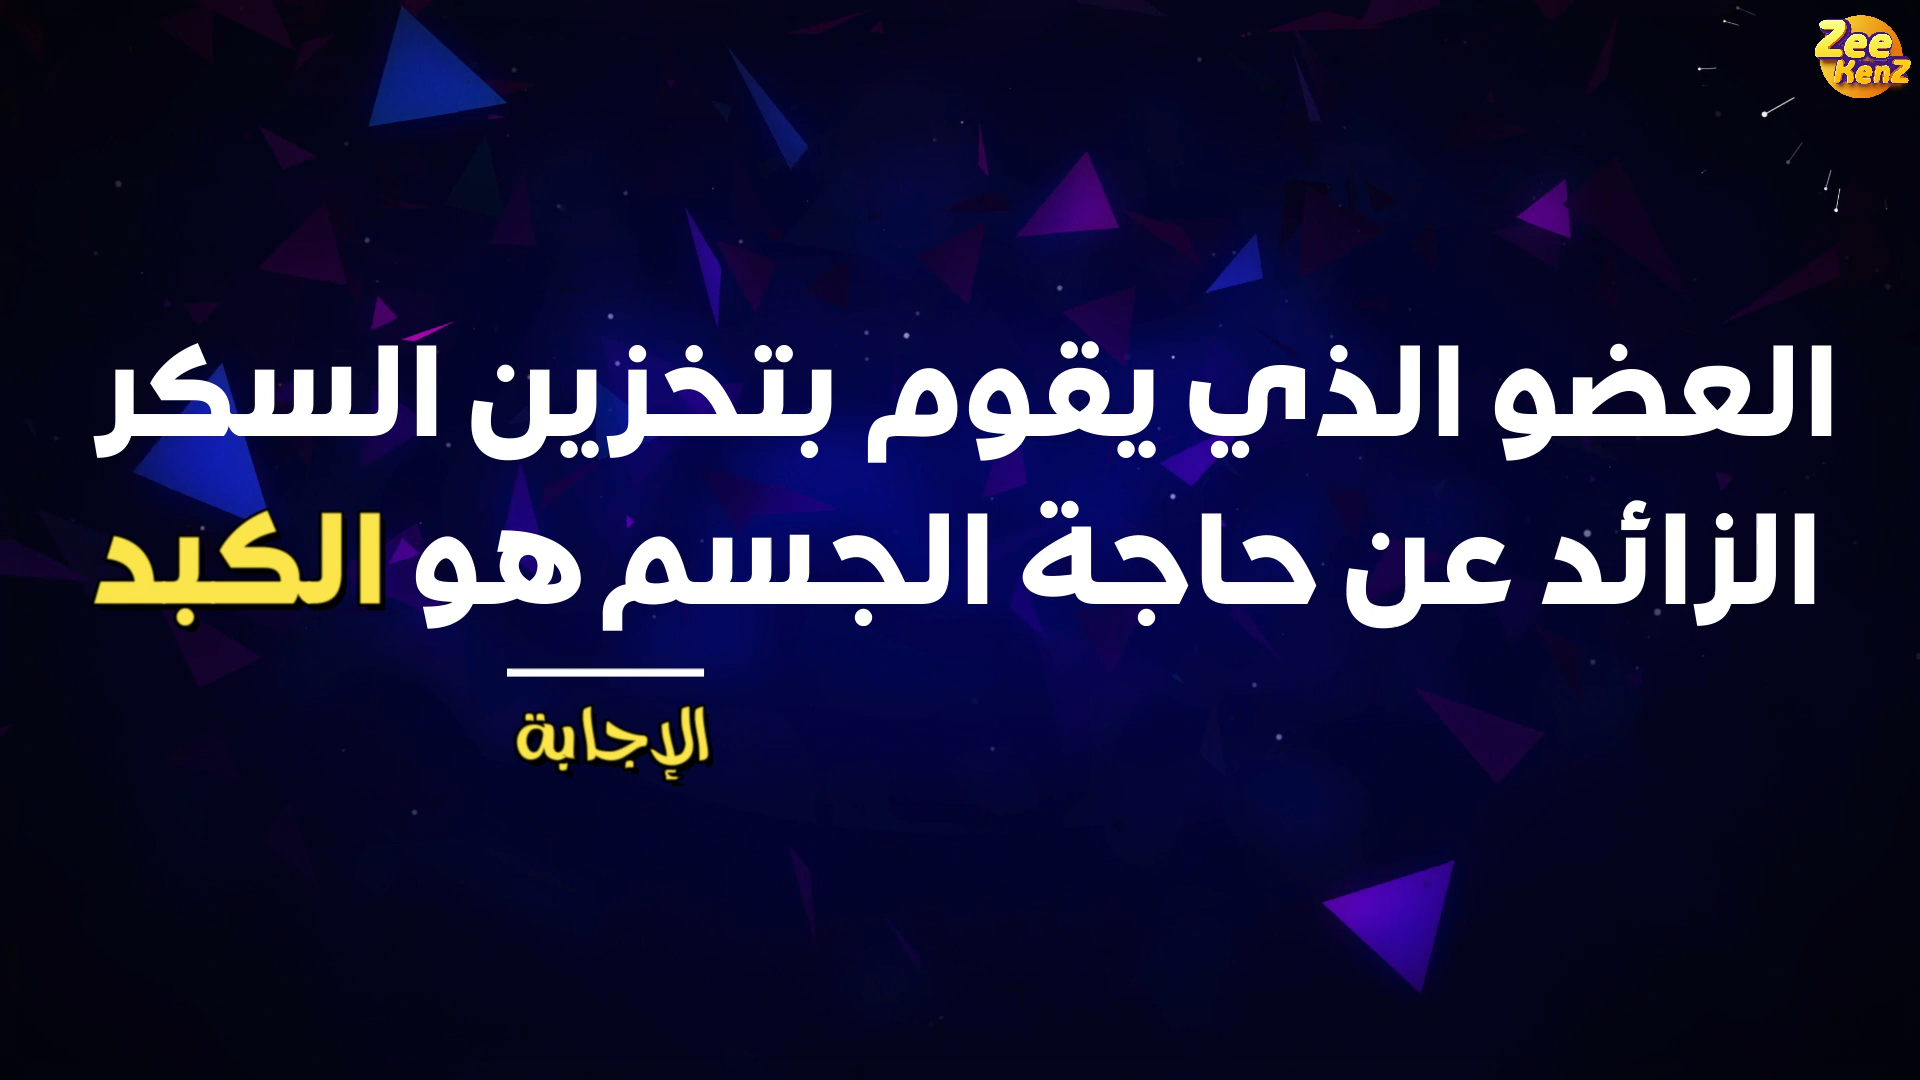 Zee
KenZ
العضو الذي يقوم بتخزين السكر
الزائد عن حاجة الجسم هو الكبد
الإجابة